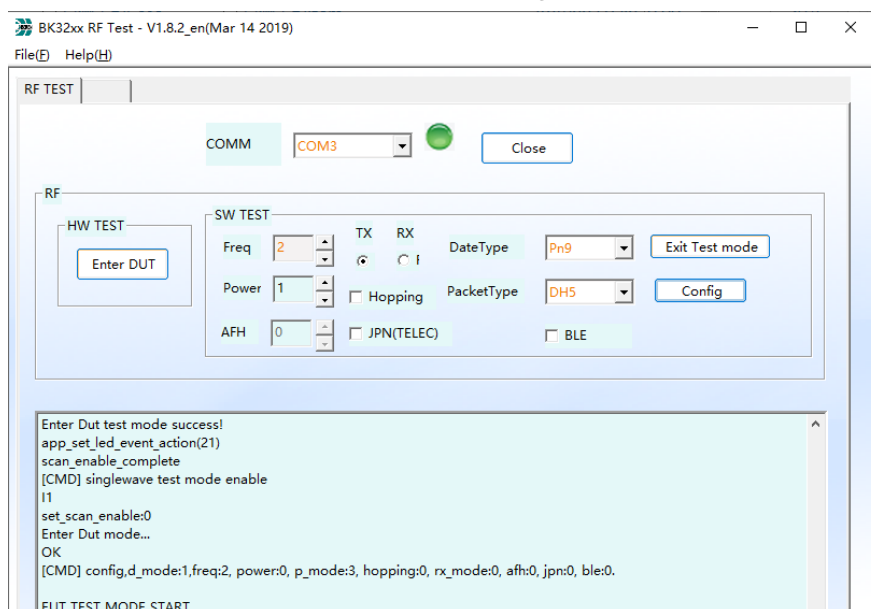 BK32xx RF Test - V1.8.2_en(Mar 14 2019)
File(F) Help(H)
RF TEST
COMM COM3 Close
RF
HW TEST
Enter DUT
SW TEST
TX RX
Freq 2 DateType Pn9 Exit Test mode
Power 1 Hopping PacketType DH5 Config
AFH 0 JPN(TELEC) BLE
Enter Dut test mode success!
app_set_led_event_action(21)
scan_enable_complete
[CMD] singlewave test mode enable
I1
set_scan_enable:0
Enter Dut mode...
OK
[CMD] config,d_mode:1,freq:2, power:0, p_mode:3, hopping:0, rx_mode:0, afh:0, jpn:0, ble:0.
TEST MODE START